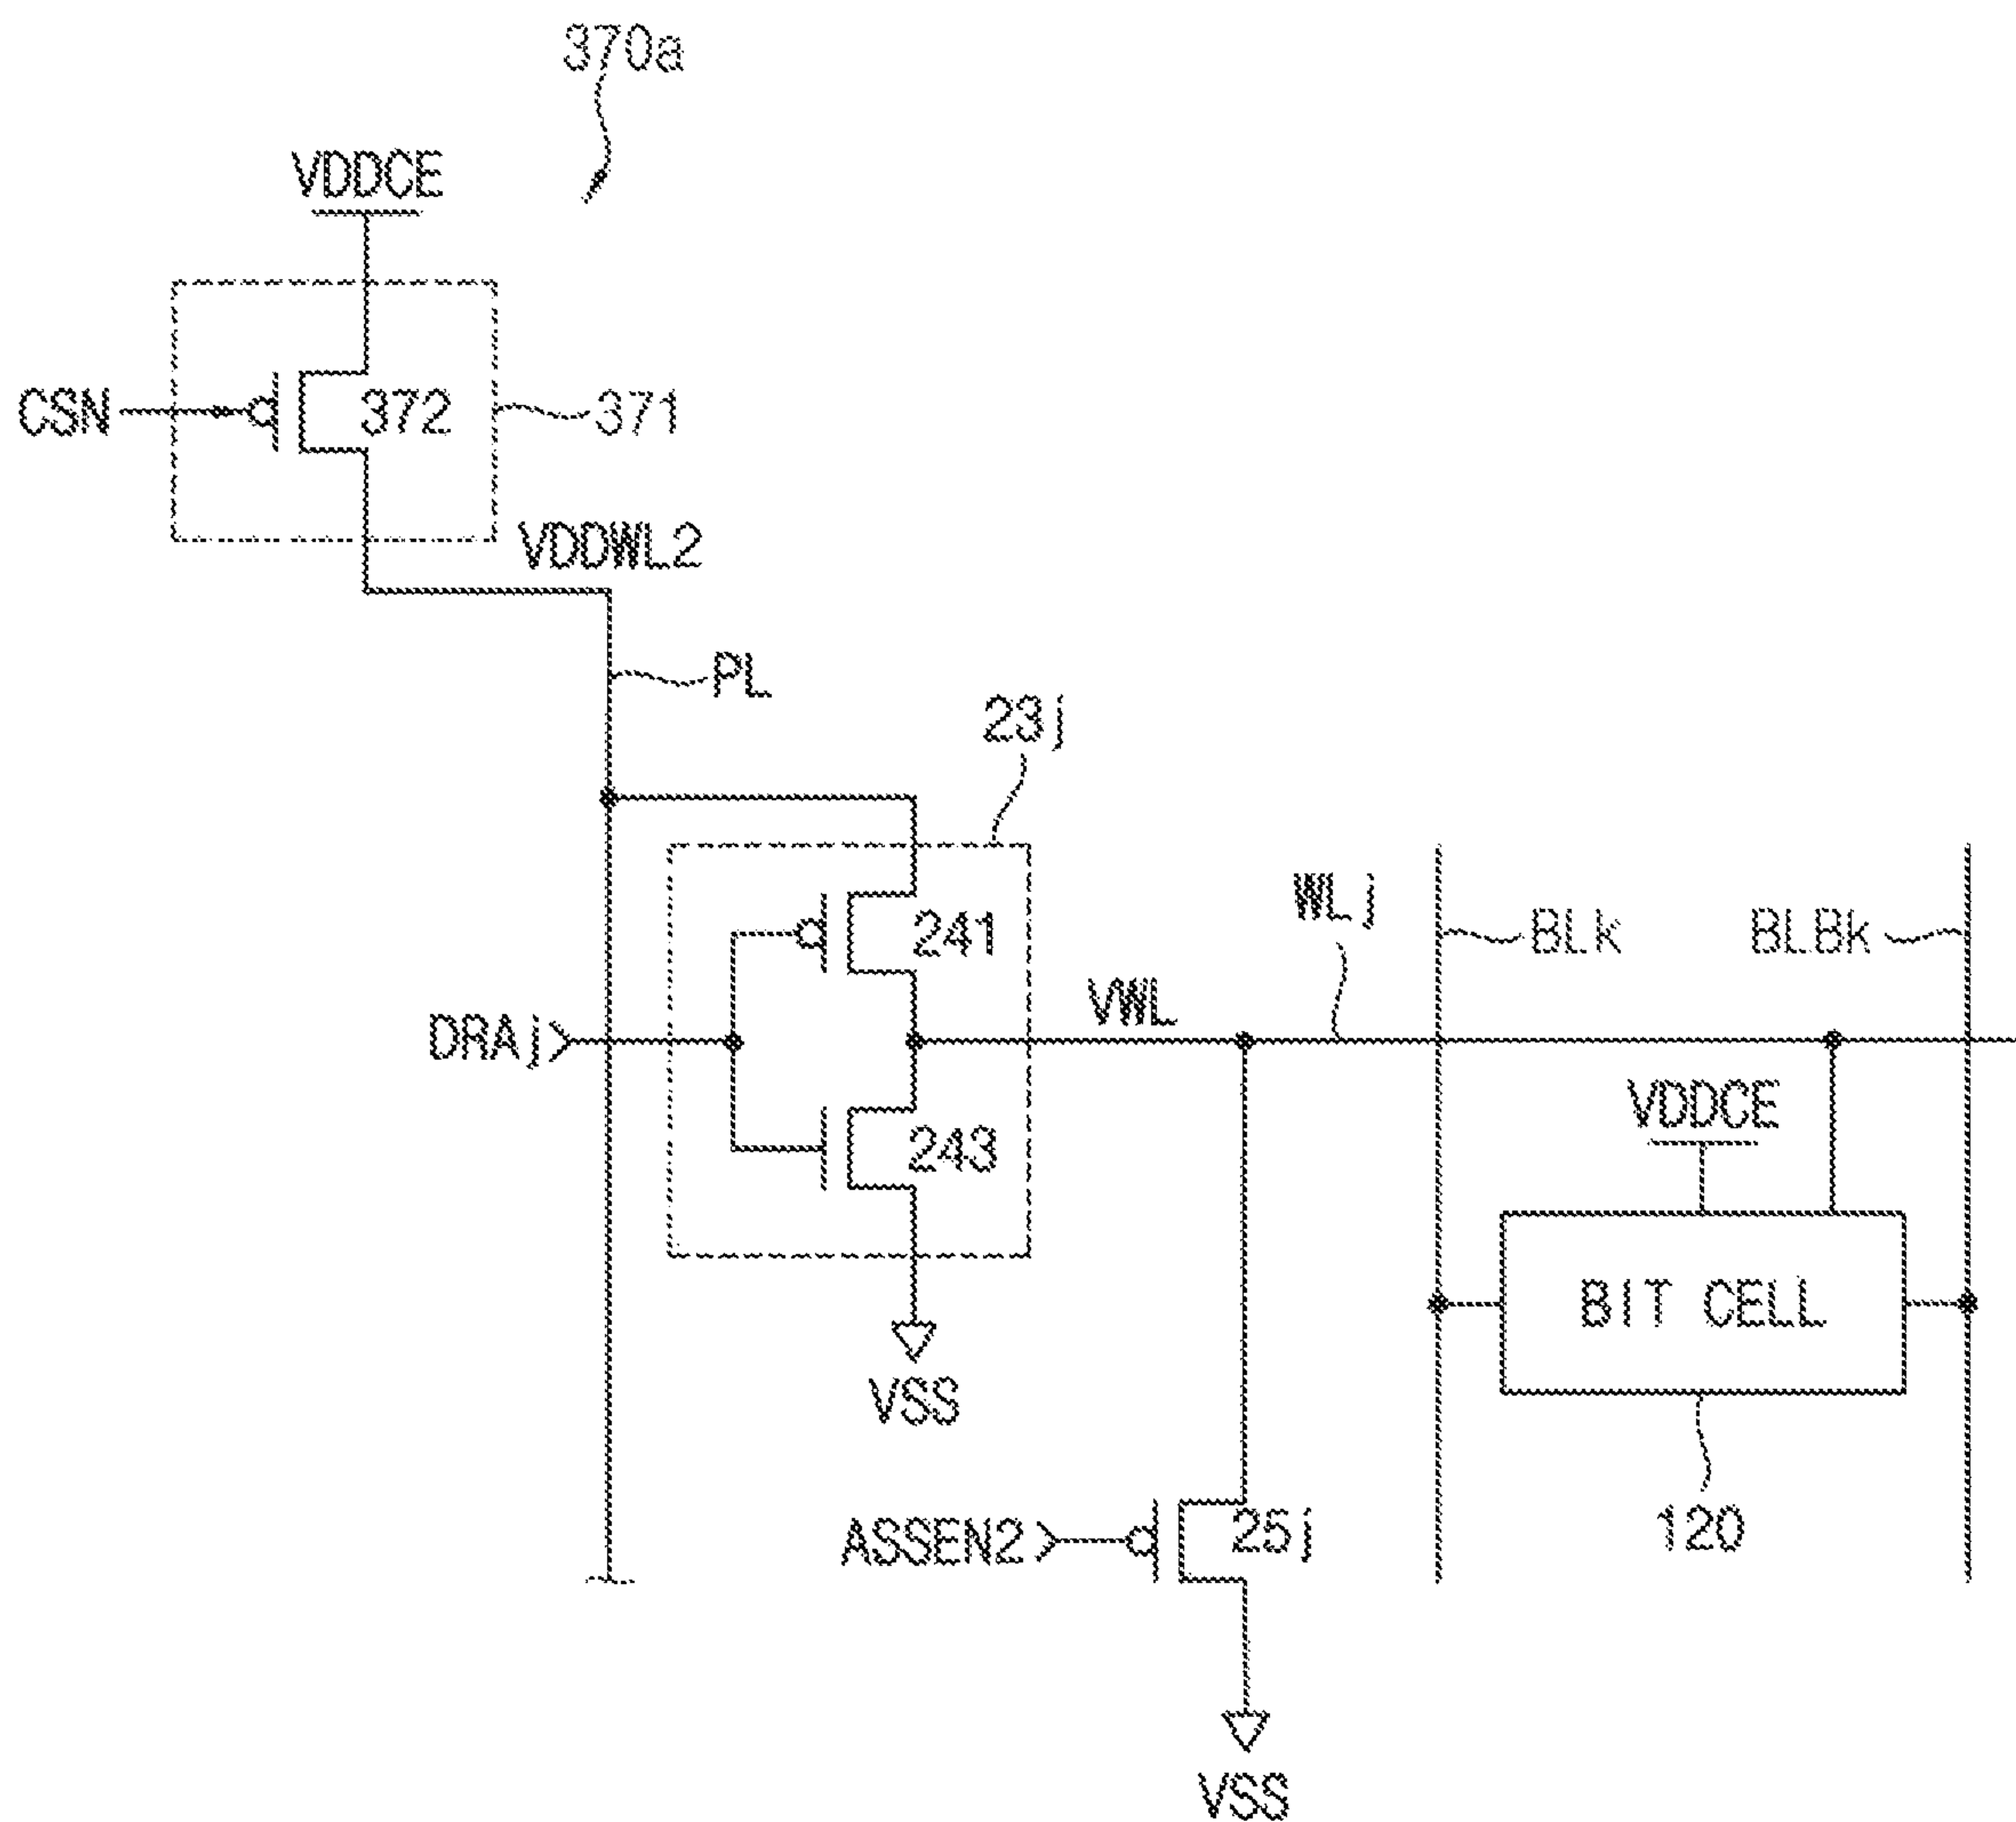 370a
VDDCE
CSN
372
371
VDDWL2
PL
23j
241
WLj
BLk
BLBk
DRAj
VWL
243
VDDCE
BIT CELL
VSS
ASSEN2
25j
120
VSS